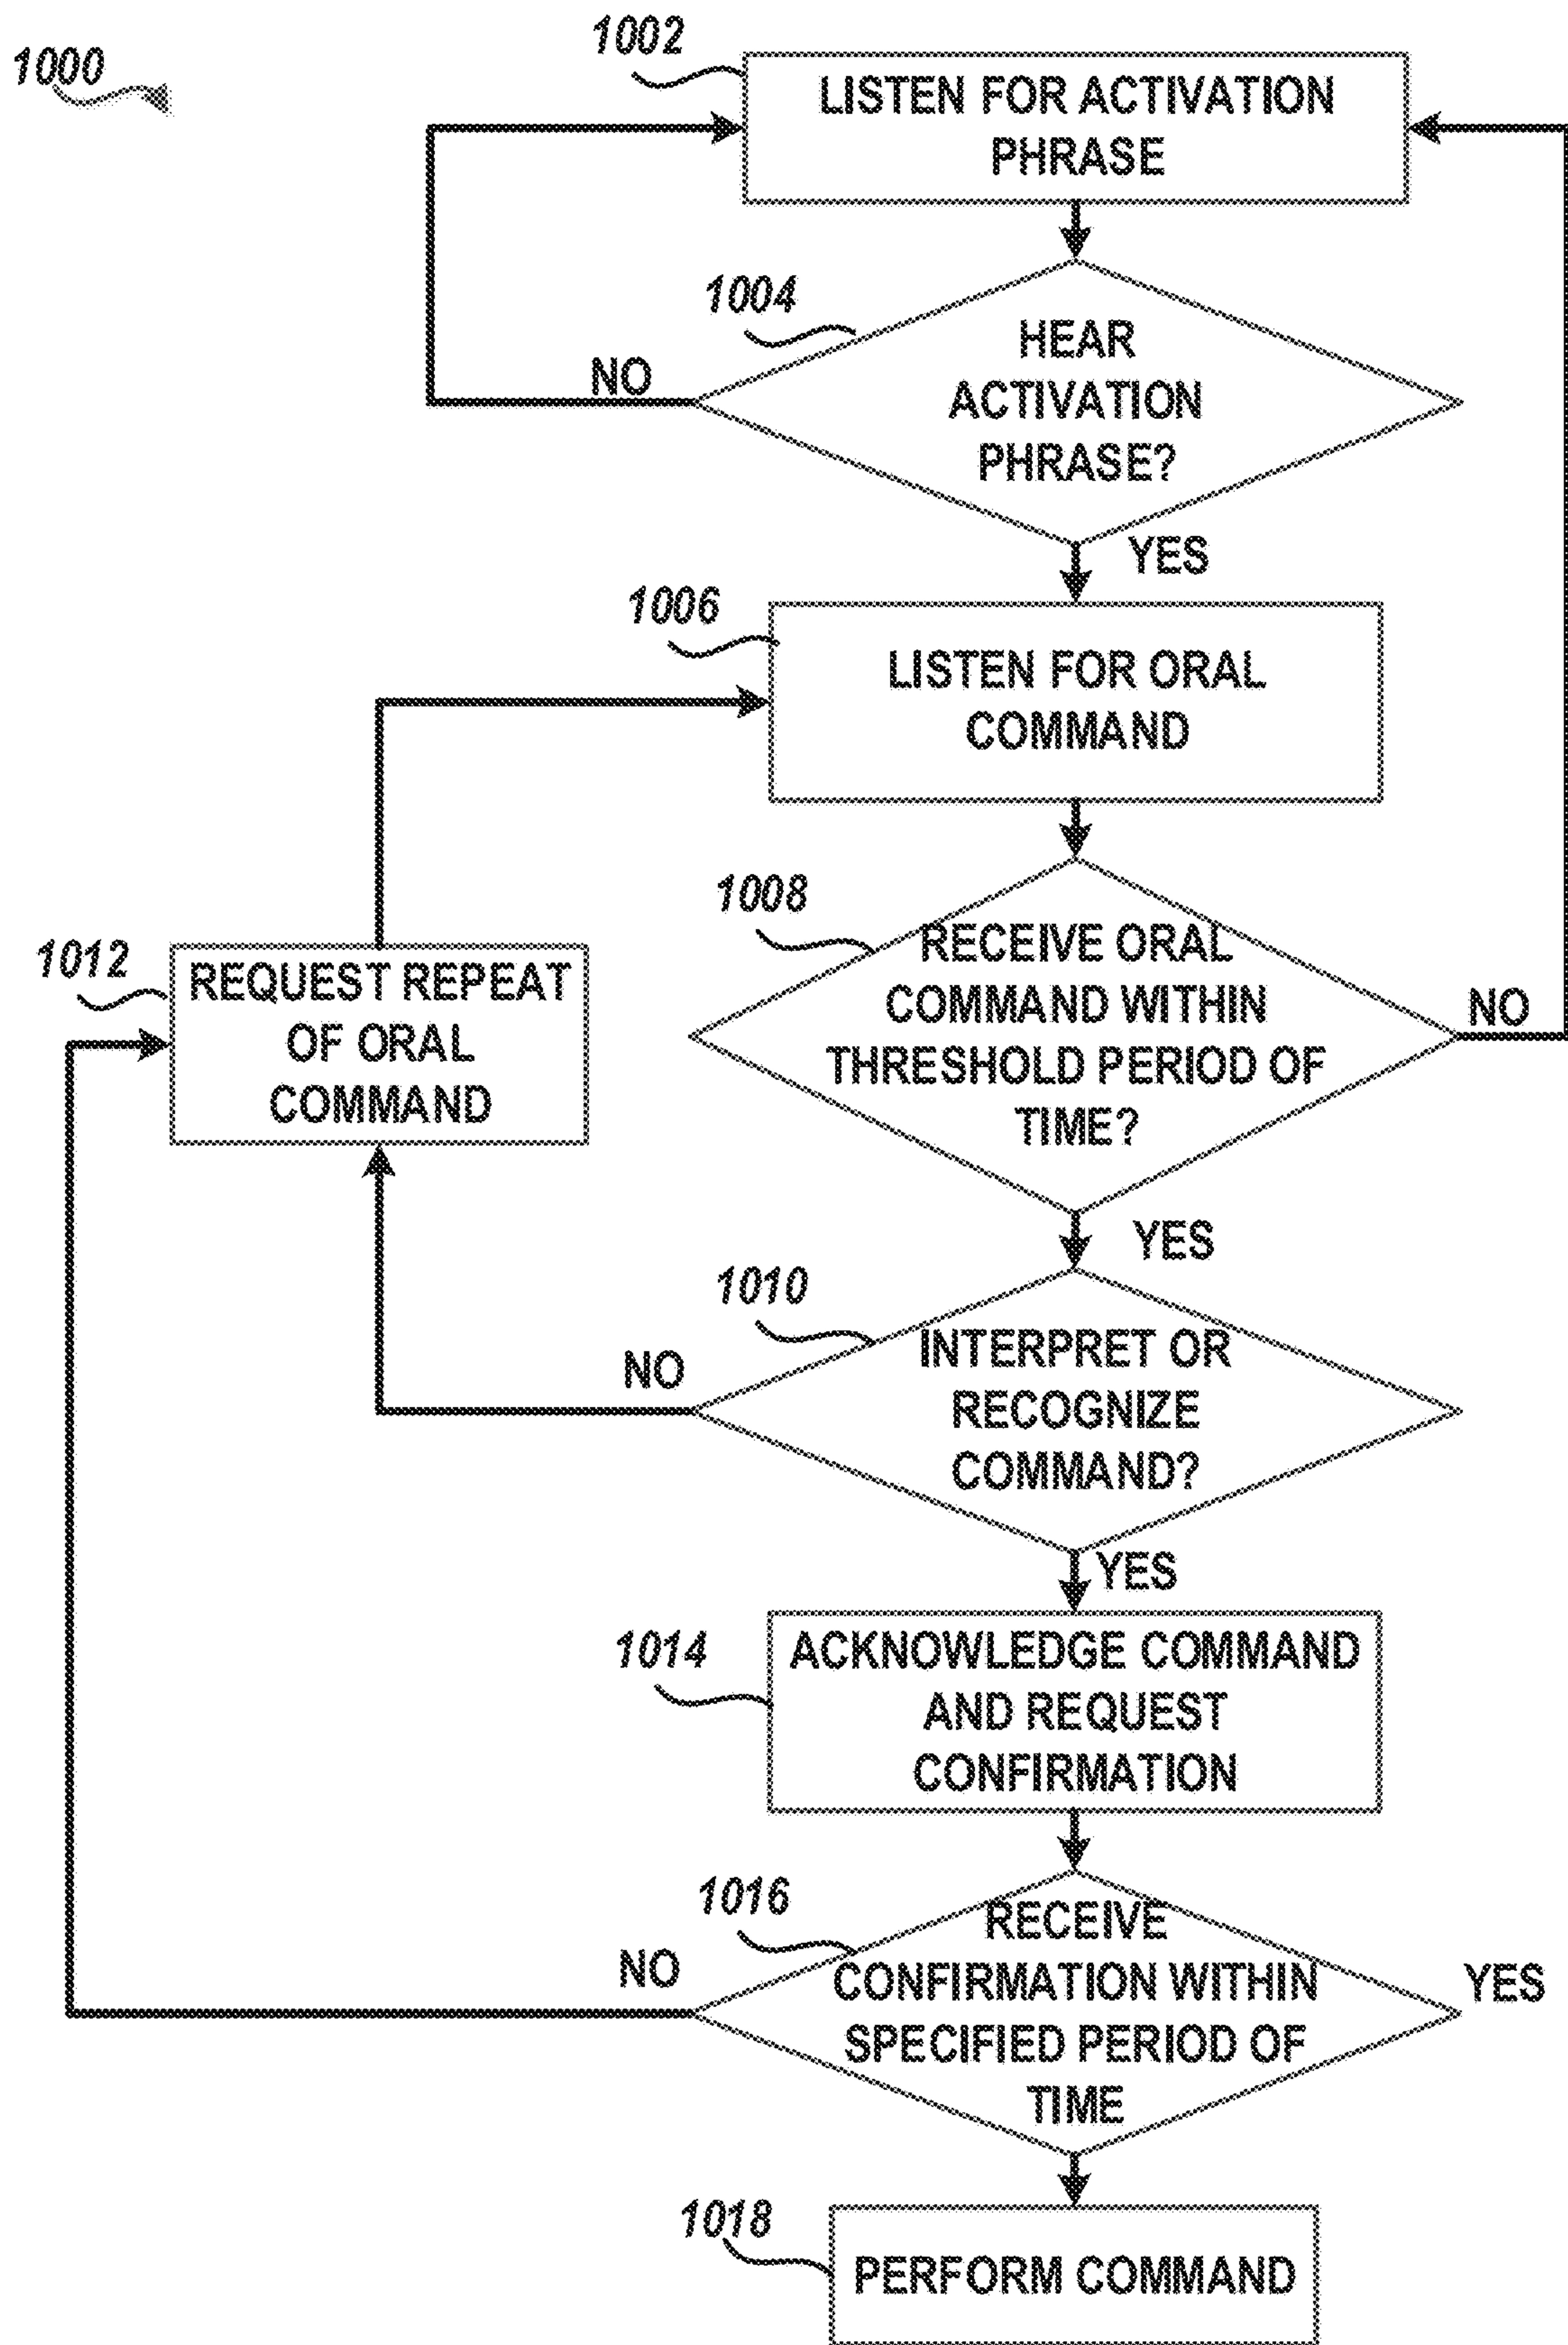 1000
1002
LISTEN FOR ACTIVATION
PHRASE
1004
HEAR
ACTIVATION
PHRASE?
NO
YES
1006
LISTEN FOR ORAL
COMMAND
1008
RECEIVE ORAL
COMMAND WITHIN
THRESHOLD PERIOD OF
TIME?
NO
1012
REQUEST REPEAT
OF ORAL
COMMAND
YES
1010
INTERPRET OR
RECOGNIZE
COMMAND?
NO
YES
1014
ACKNOWLEDGE COMMAND
AND REQUEST
CONFIRMATION
1016
RECEIVE
CONFIRMATION WITHIN
SPECIFIED PERIOD OF
TIME
NO
YES
1018
PERFORM COMMAND